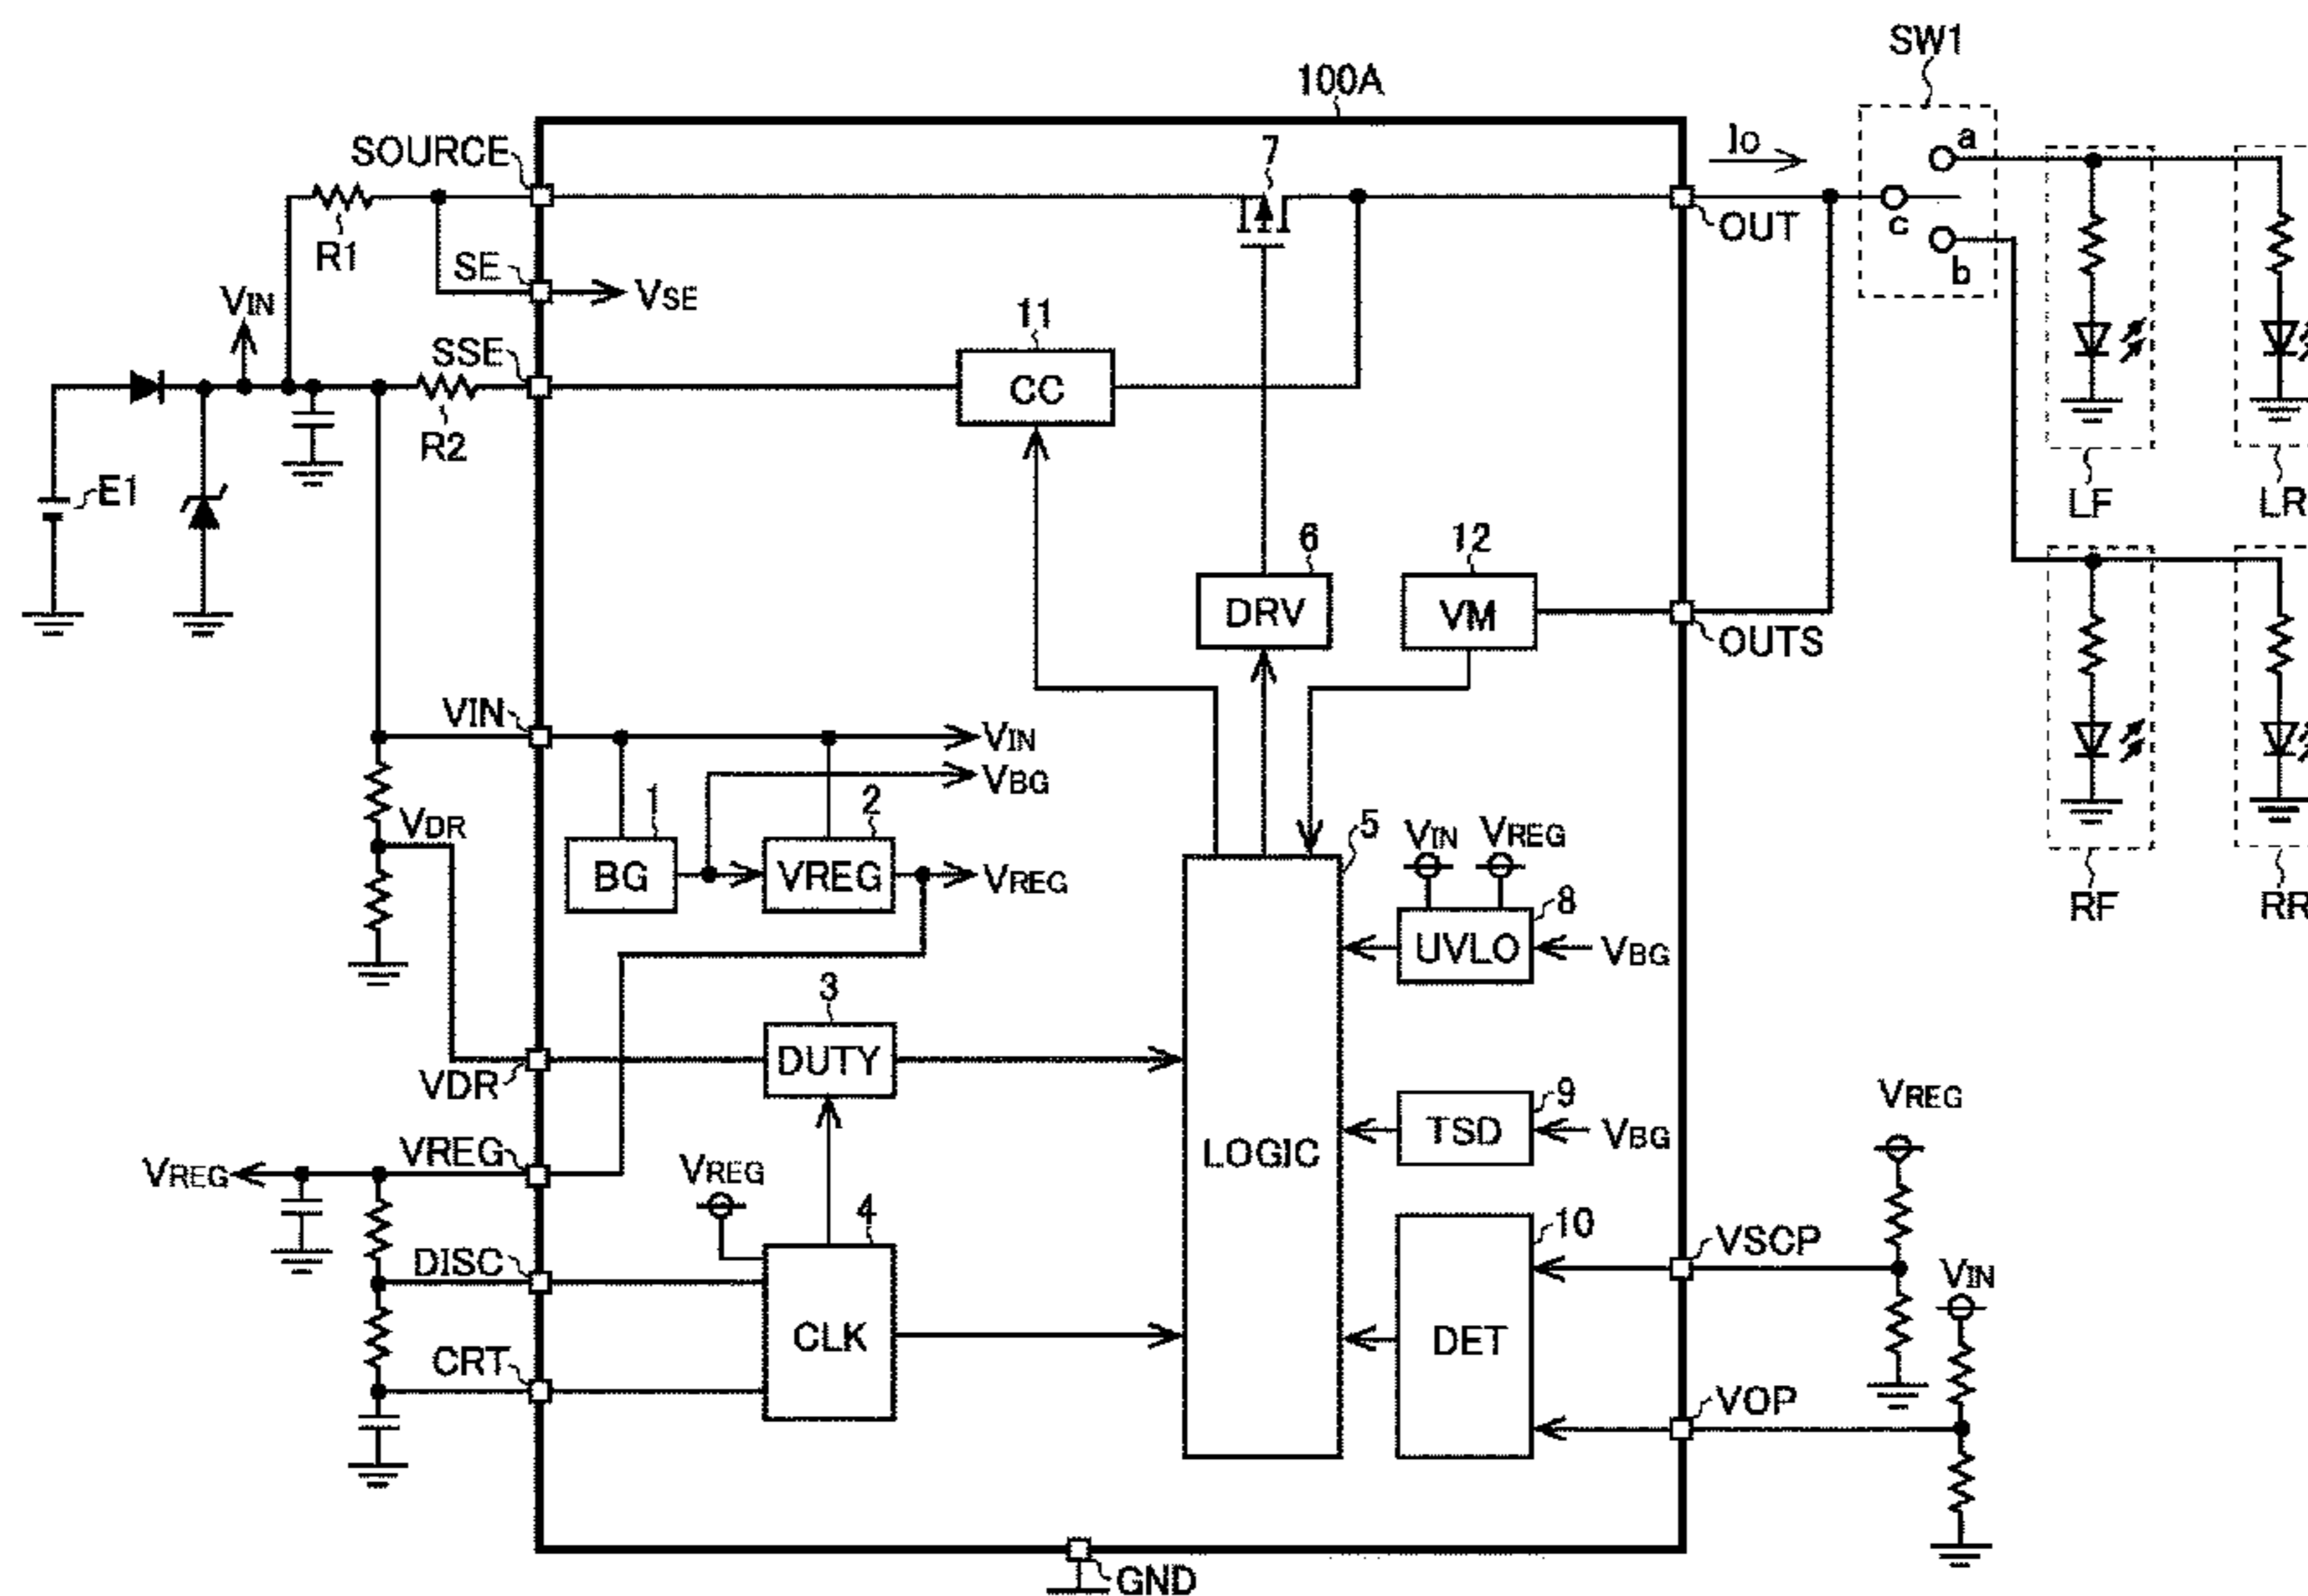 SW1
100A
SOURCE
7
Io
a
c
b
OUT
R1
SE
VSE
VIN
11
SSE
CC
R2
E1
LF
LR
6
12
DRV
VM
OUTS
VIN
VIN
VBG
1
2
VDR
BG
VREG
VREG
5
VIN
VREG
8
UVLO
VBG
RF
RR
3
DUTY
VDR
9
TSD
VBG
LOGIC
VREG
VREG
VREG
VREG
4
10
DISC
CLK
DET
VSCP
VIN
CRT
VOP
GND